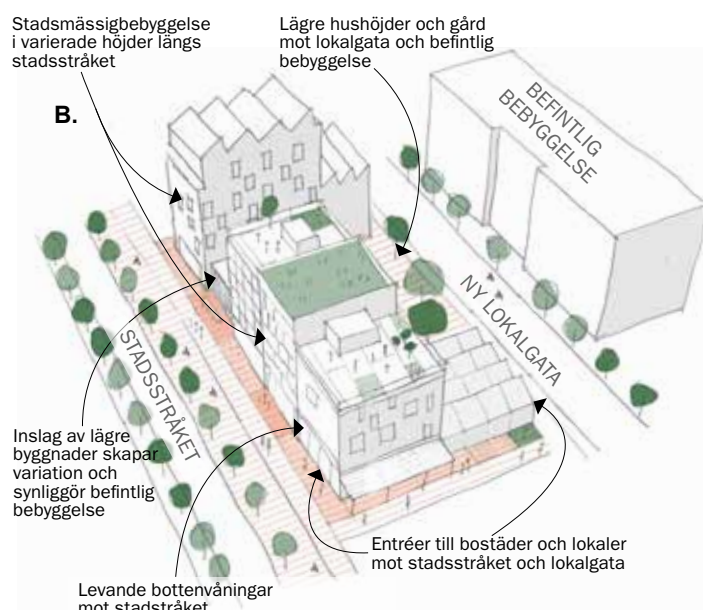 Stadsmässigbebyggelse
i varierade höjder längs
stadsstråket
Lägre hushöjder och gård
mot lokalgata och befintlig
bebyggelse
B.
BEFINTLIG
BEBYGGELSE
NY LOKALGATA
STADSSTRÅKET
Inslag av lägre
byggnader skapar
variation och
synliggör befintlig
bebyggelse
Entréer till bostäder och lokaler
mot stadsstråket och lokalgata
Levande bottenvåningar
mot stadstråket